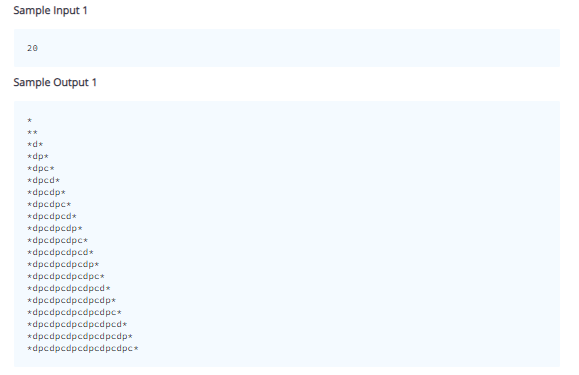 Sample Input 1
20
Sample Output 1
*
**
*d*
*dp*
*dpc*
*dpcd*
*dpcdp*
*dpcdpc*
*dpcdpcd*
*dpcdpcdp*
*dpcdpcdpc*
*dpcdpcdpcd*
*dpcdpcdpcdp*
*dpcdpcdpcdpc*
*dpcdpcdpcdpcd*
*dpcdpcdpcdpcdp*
*dpcdpcdpcdpcdpc*
*dpcdpcdpcdpcdpcd*
*dpcdpcdpcdpcdpcdp*
*dpcdpcdpcdpcdpcdpc*